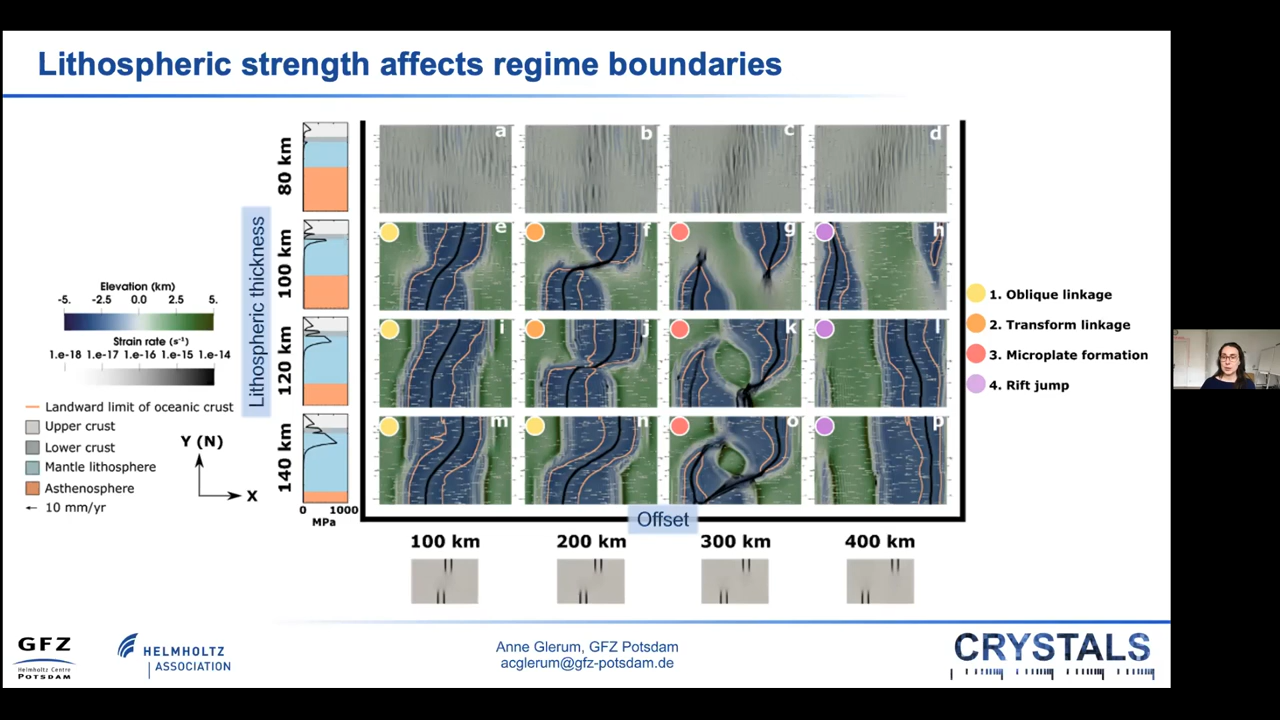 Lithospheric strength affects regime boundaries
80 km
100 km
120 km
140 km
Lithospheric thickness
a
b
c
d
e
f
g
h
i
j
k
l
m
n
o
p
0 1000
MPa
Elevation (km)
-5. -2.5 0.0 2.5 5.
Strain rate (s⁻¹)
1.e-18 1.e-17 1.e-16 1.e-15 1.e-14
Landward limit of oceanic crust
Upper crust
Lower crust
Mantle lithosphere
Asthenosphere
10 mm/yr
Y (N)
X
1. Oblique linkage
2. Transform linkage
3. Microplate formation
4. Rift jump
Offset
100 km 200 km 300 km 400 km
GFZ
Helmholtz Centre
POTSDAM
HELMHOLTZ
ASSOCIATION
Anne Glerum, GFZ Potsdam
acglerum@gfz-potsdam.de
CRYSTALS